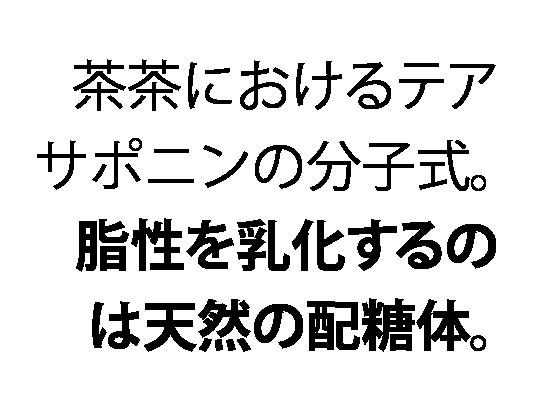 茶茶におけるテア
サポニンの分子式。
脂性を乳化するの
は天然の配糖体。